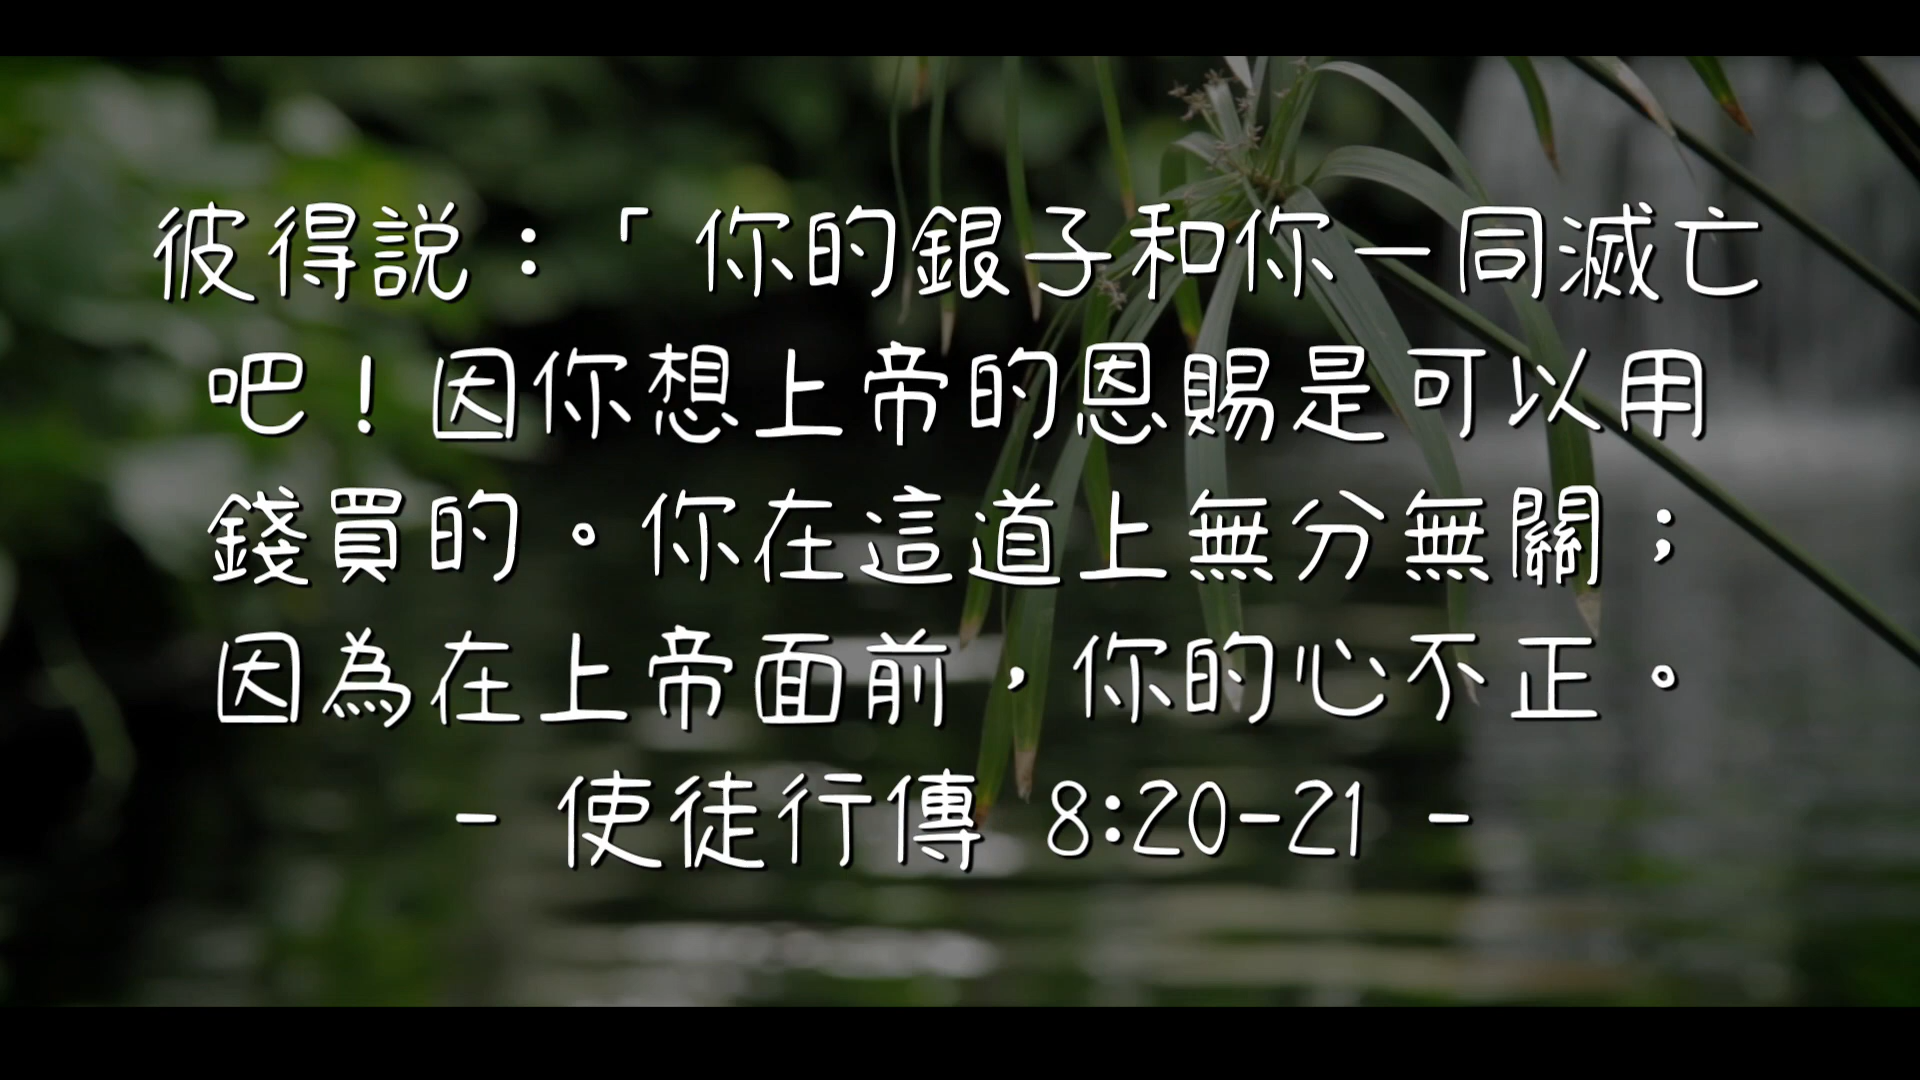 彼得説：「你的銀子和你一同滅亡
吧！因你想上帝的恩賜是可以用
錢買的。你在這道上無分無關；
因為在上帝面前，你的心不正。
- 使徒行傳 8:20-21 -